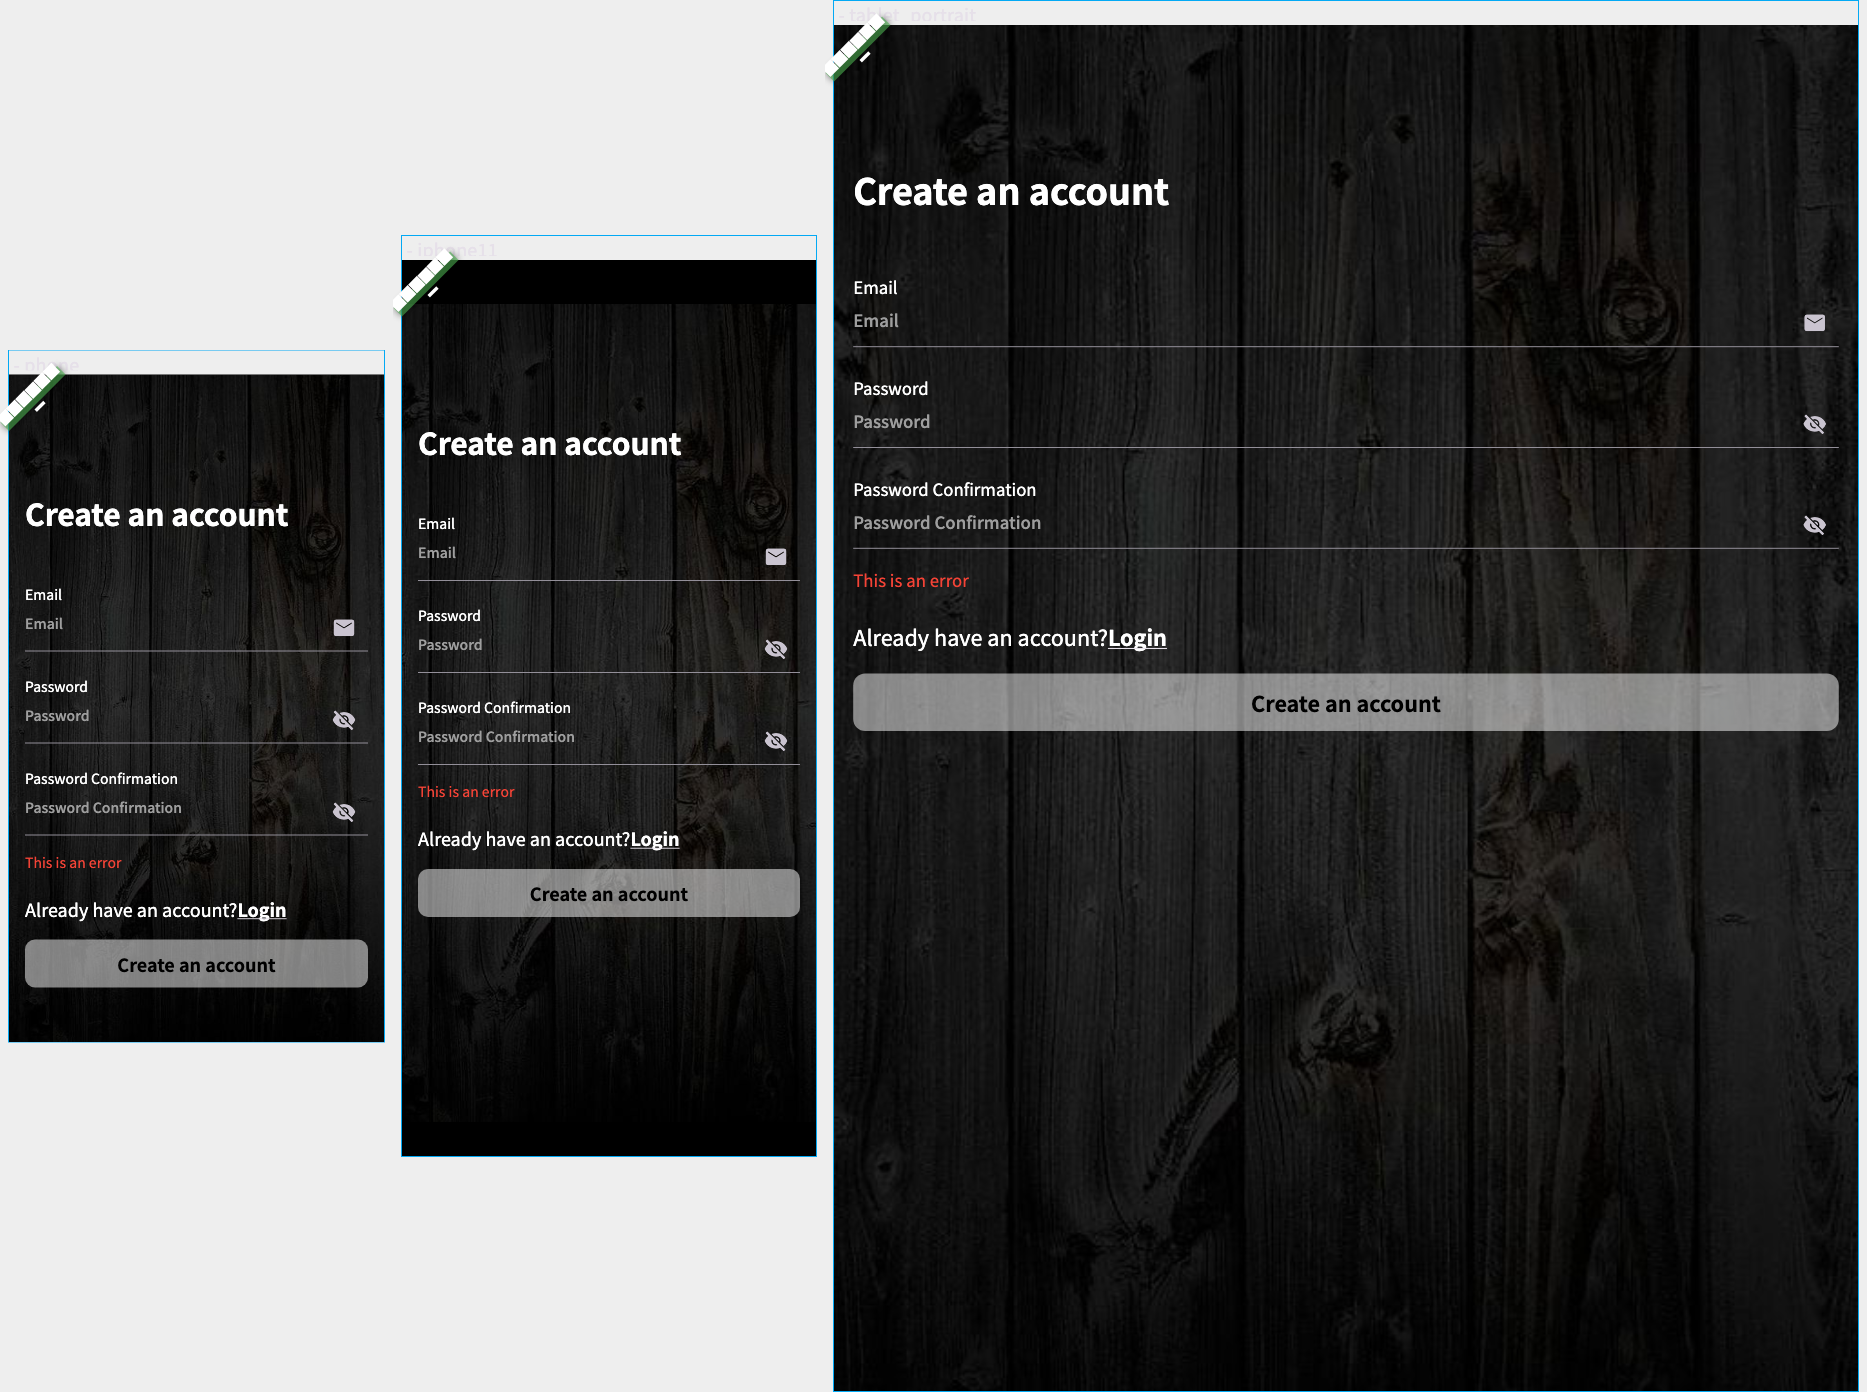 Create an account
Email
Email
Password
Password
Password Confirmation
Password Confirmation
This is an error
Already have an account?Login
Create an account
- iphone11
Create an account
Email
Email
Password
Password
Password Confirmation
Password Confirmation
This is an error
Already have an account?Login
Create an account
- tablet_portrait
Create an account
Email
Email
Password
Password
Password Confirmation
Password Confirmation
This is an error
Already have an account?Login
Create an account